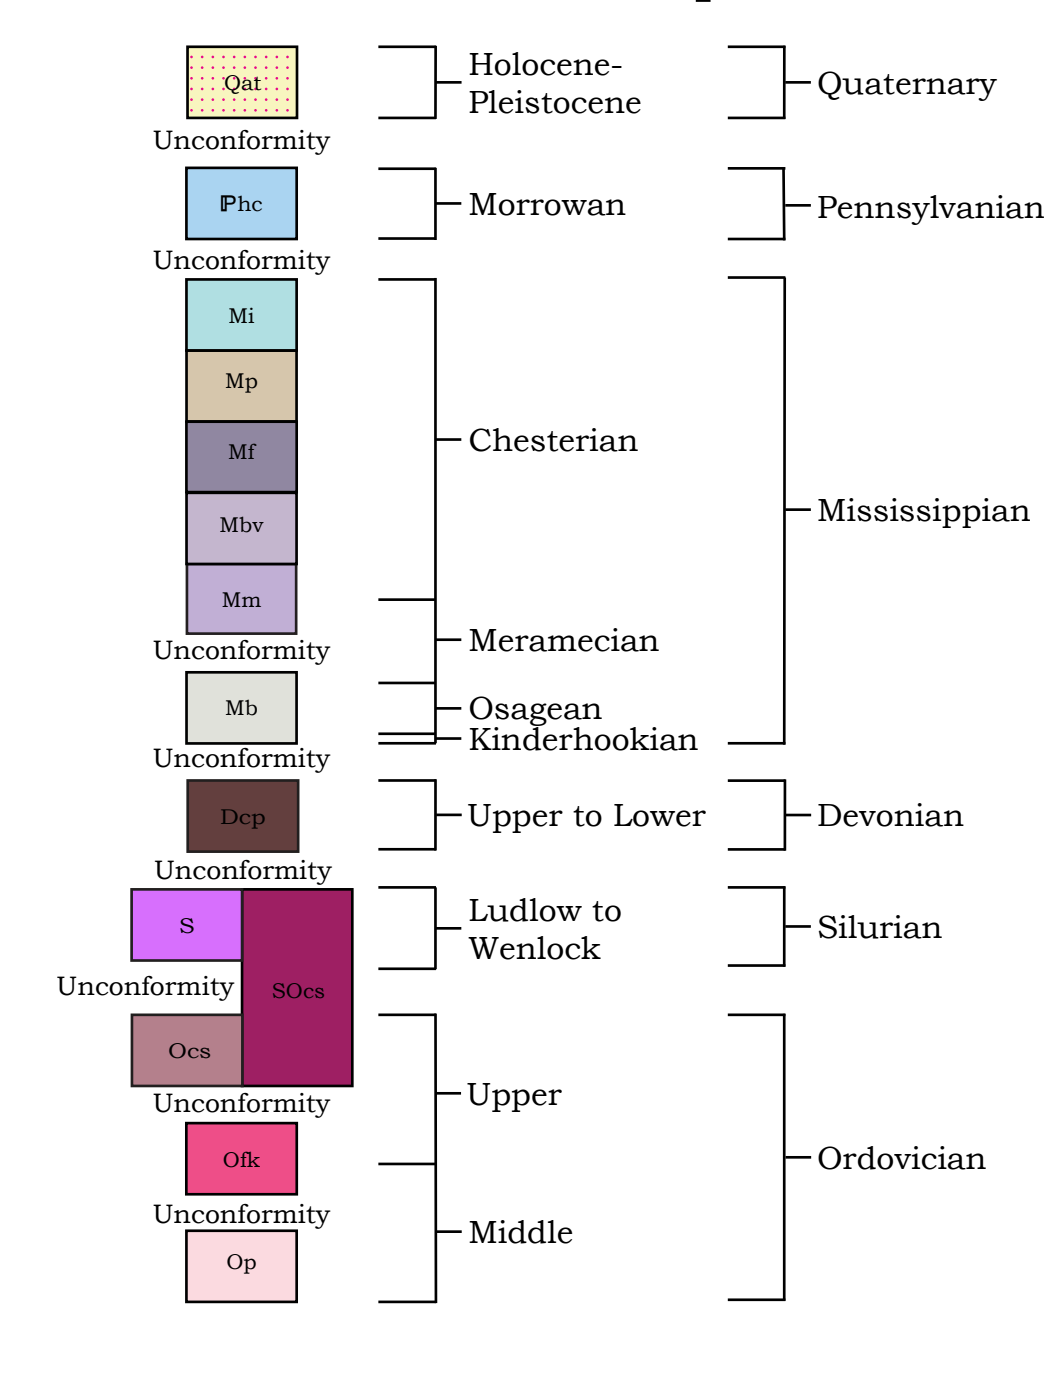 Qat
Holocene-
Pleistocene
Quaternary
Unconformity
ℙhc
Morrowan
Pennsylvanian
Unconformity
Mi
Mp
Chesterian
Mf
Mississippian
Mbv
Mm
Meramecian
Unconformity
Mb
Osagean
Kinderhookian
Unconformity
Dcp
Upper to Lower
Devonian
Unconformity
S
Ludlow to
Wenlock
Silurian
Unconformity
SOcs
Ocs
Unconformity
Upper
Ofk
Ordovician
Unconformity
Middle
Op